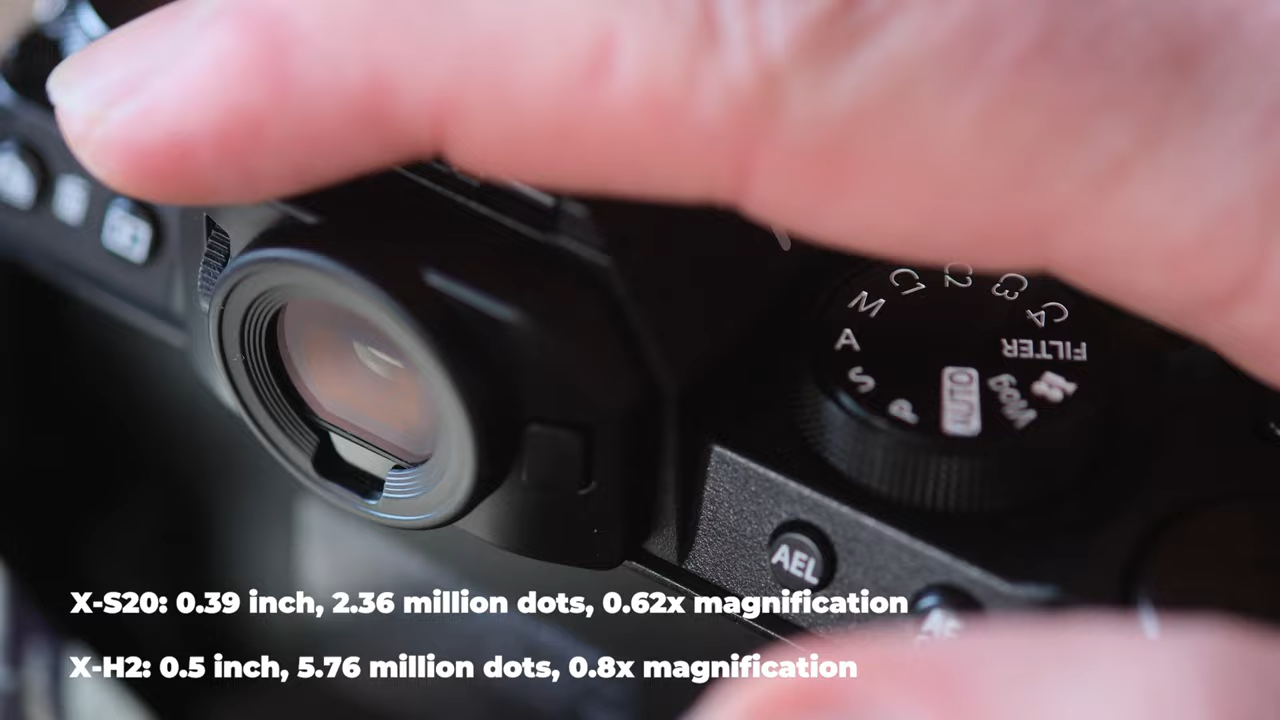 C1
C2
C3
C4
M
A
S
P
AUTO
FILTER
AEL
X-S20: 0.39 inch, 2.36 million dots, 0.62x magnification
X-H2: 0.5 inch, 5.76 million dots, 0.8x magnification